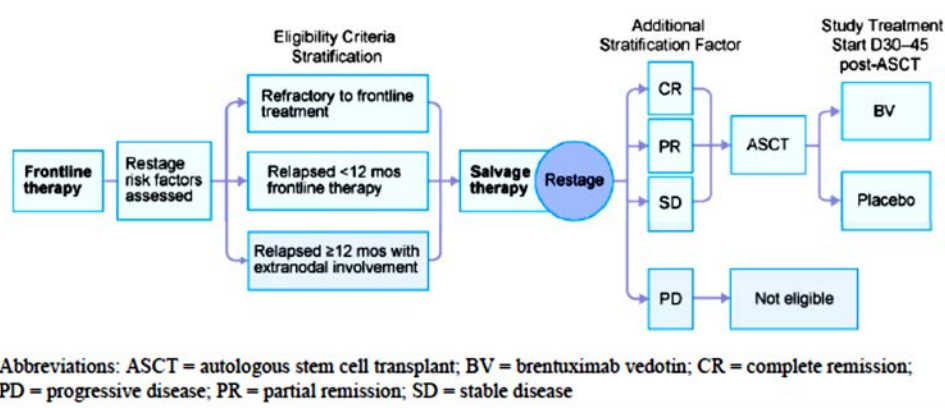 Eligibility Criteria
Stratification
Additional
Stratification Factor
Study Treatment
Start D30–45
post-ASCT
Frontline
therapy
Restage
risk factors
assessed
Refractory to frontline
treatment
Relapsed <12 mos
frontline therapy
Relapsed ≥12 mos with
extranodal involvement
Salvage
therapy
Restage
CR
PR
SD
PD
ASCT
Not eligible
BV
Placebo
Abbreviations: ASCT = autologous stem cell transplant; BV = brentuximab vedotin; CR = complete remission;
PD = progressive disease; PR = partial remission; SD = stable disease